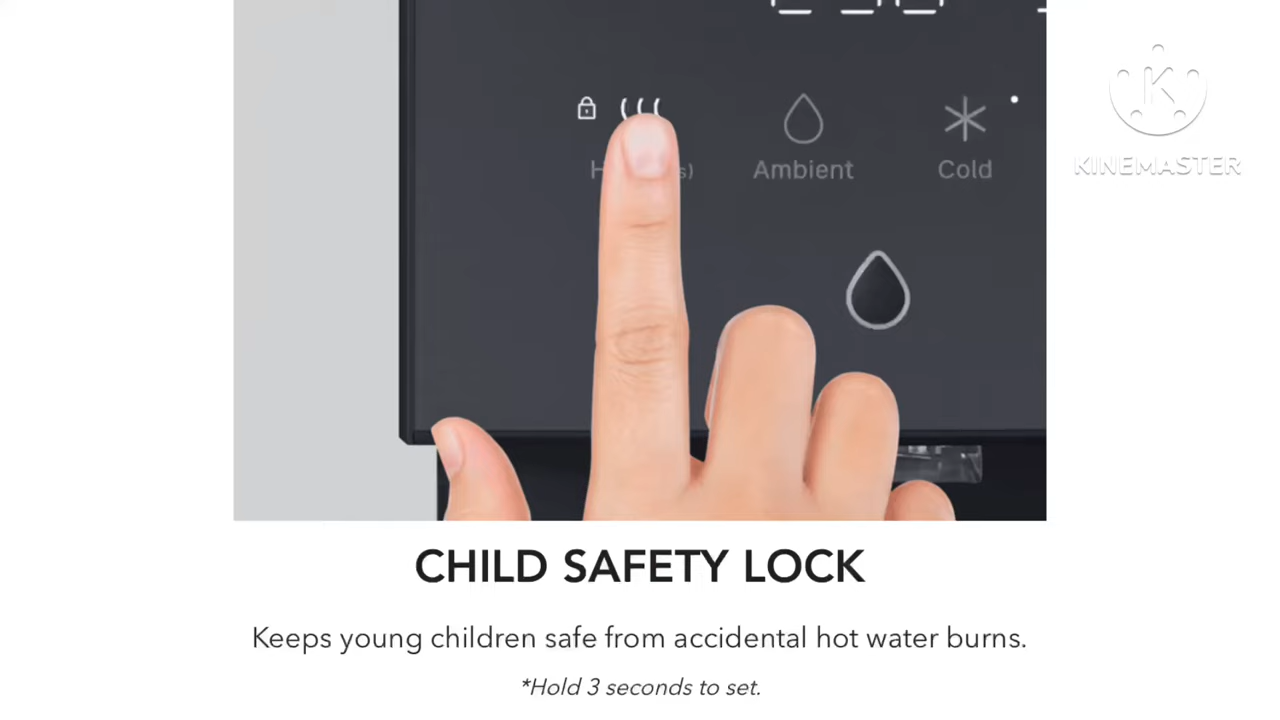 Ambient
Cold
KINEMASTER
CHILD SAFETY LOCK
Keeps young children safe from accidental hot water burns.
*Hold 3 seconds to set.